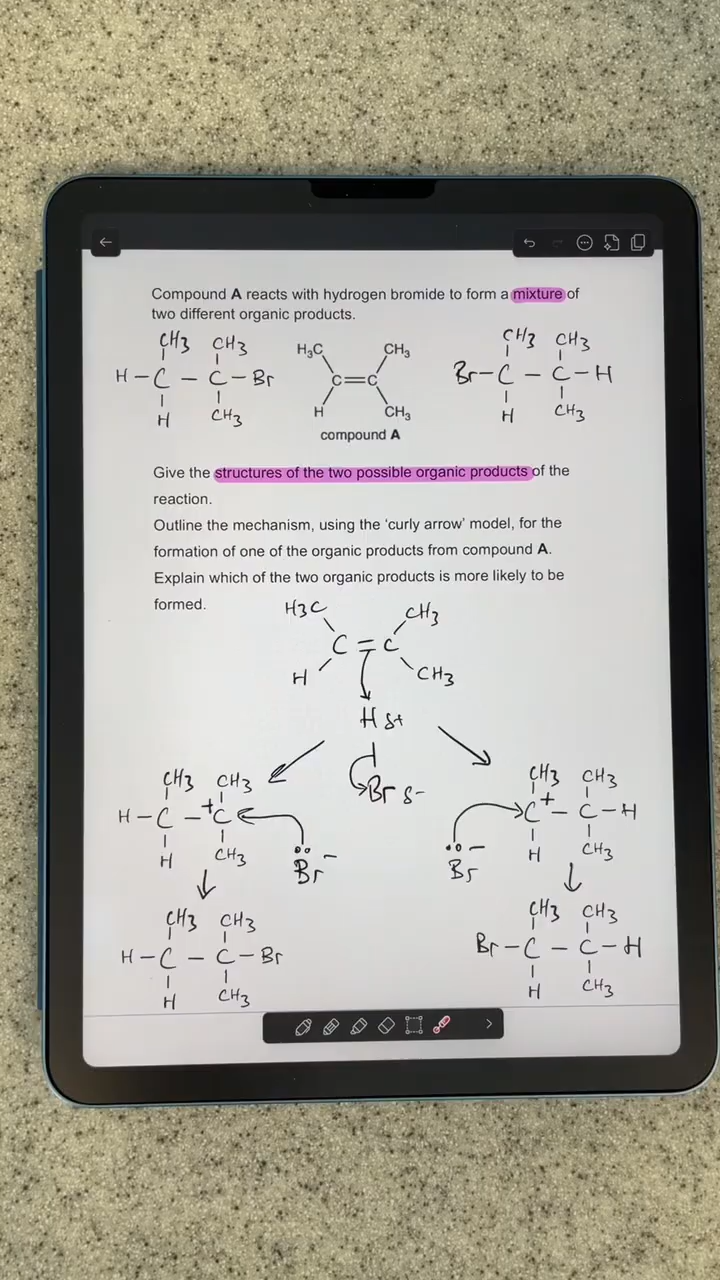 Compound A reacts with hydrogen bromide to form a mixture of
two different organic products.
CH3 CH3
H – C – C – Br
H CH3
H₃C CH₃
C=C
H CH₃
compound A
CH3 CH3
Br – C – C – H
H CH3
Give the structures of the two possible organic products of the
reaction.
Outline the mechanism, using the ‘curly arrow’ model, for the
formation of one of the organic products from compound A.
Explain which of the two organic products is more likely to be
formed.
H3C CH3
C = C
H CH3
H δ+
Br δ-
CH3 CH3
H – C – +C
H CH3
Br –
CH3 CH3
C+ – C – H
H CH3
Br –
CH3 CH3
H – C – C – Br
H CH3
CH3 CH3
Br – C – C – H
H CH3